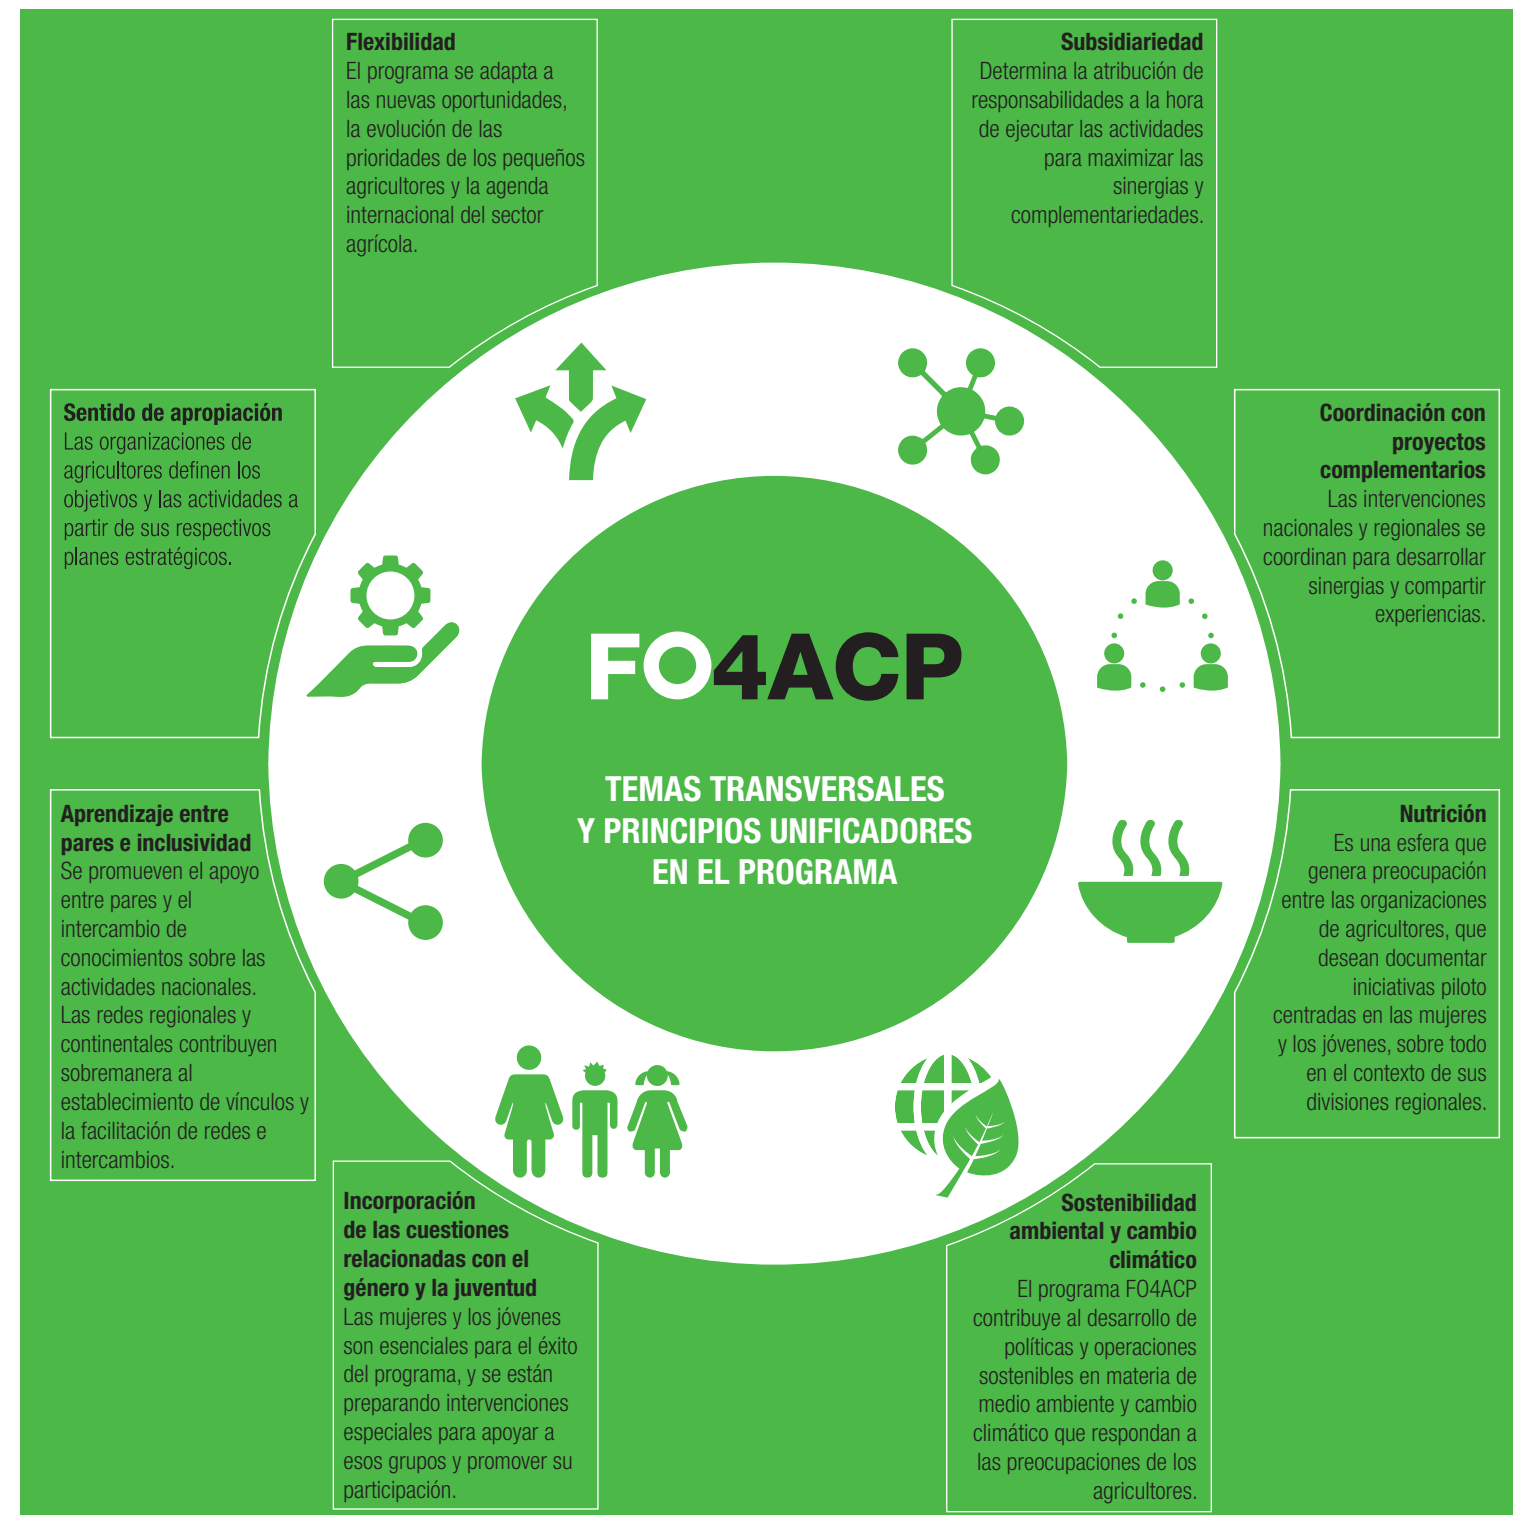 Flexibilidad
El programa se adapta a
las nuevas oportunidades,
la evolución de las
prioridades de los pequeños
agricultores y la agenda
internacional del sector
agrícola.
Subsidiariedad
Determina la atribución de
responsabilidades a la hora
de ejecutar las actividades
para maximizar las
sinergias y
complementariedades.
Sentido de apropiación
Las organizaciones de
agricultores definen los
objetivos y las actividades a
partir de sus respectivos
planes estratégicos.
Coordinación con
proyectos
complementarios
Las intervenciones
nacionales y regionales se
coordinan para desarrollar
sinergias y compartir
experiencias.
FO4ACP
TEMAS TRANSVERSALES
Y PRINCIPIOS UNIFICADORES
EN EL PROGRAMA
Aprendizaje entre
pares e inclusividad
Se promueven el apoyo
entre pares y el
intercambio de
conocimientos sobre las
actividades nacionales.
Las redes regionales y
continentales contribuyen
sobremanera al
establecimiento de vínculos y
la facilitación de redes e
intercambios.
Nutrición
Es una esfera que
genera preocupación
entre las organizaciones
de agricultores, que
desean documentar
iniciativas piloto
centradas en las mujeres
y los jóvenes, sobre todo
en el contexto de sus
divisiones regionales.
Incorporación
de las cuestiones
relacionadas con el
género y la juventud
Las mujeres y los jóvenes
son esenciales para el éxito
del programa, y se están
preparando intervenciones
especiales para apoyar a
esos grupos y promover su
participación.
Sostenibilidad
ambiental y cambio
climático
El programa FO4ACP
contribuye al desarrollo de
políticas y operaciones
sostenibles en materia de
medio ambiente y cambio
climático que respondan a
las preocupaciones de los
agricultores.